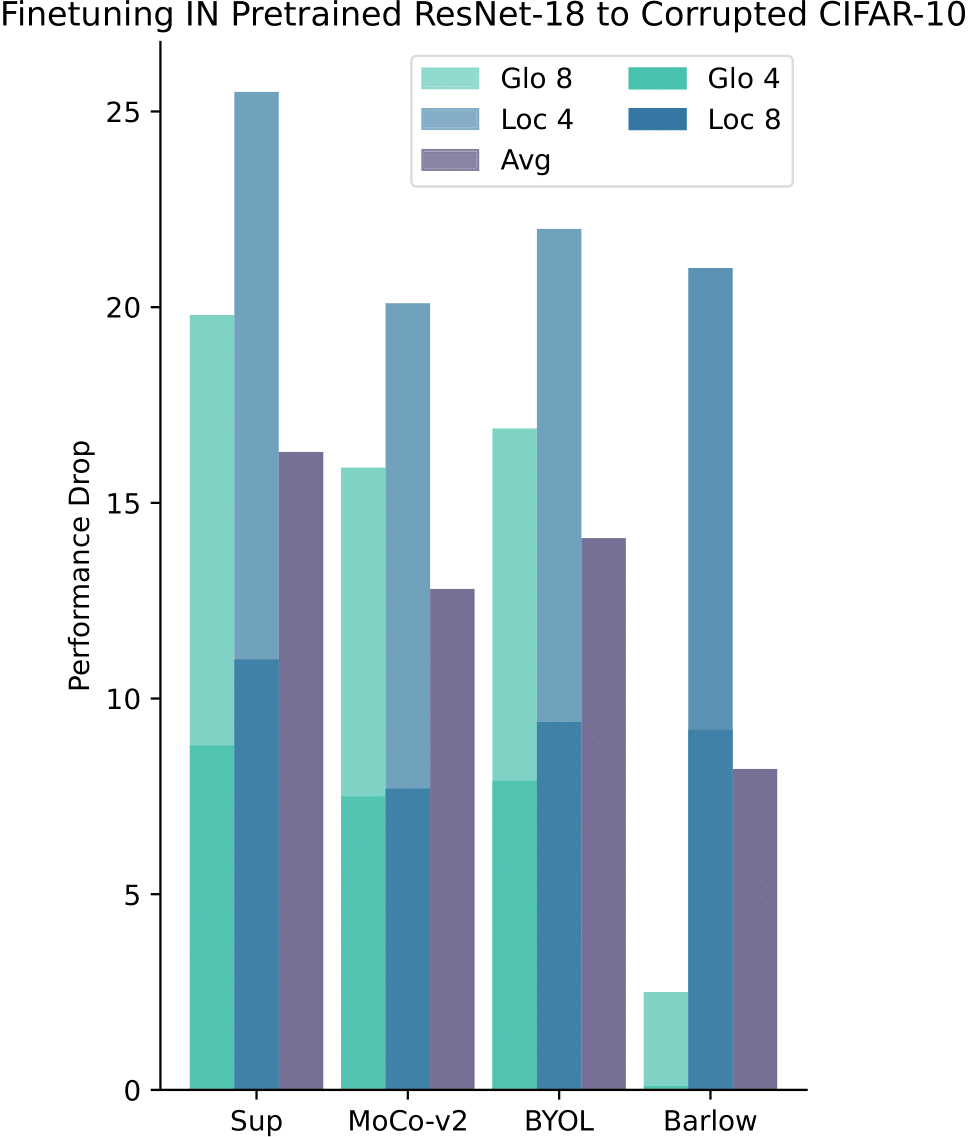 Finetuning IN Pretrained ResNet-18 to Corrupted CIFAR-10
Glo 8
Glo 4
Loc 4
Loc 8
Avg
Performance Drop
25
20
15
10
5
0
Sup
MoCo-v2
BYOL
Barlow